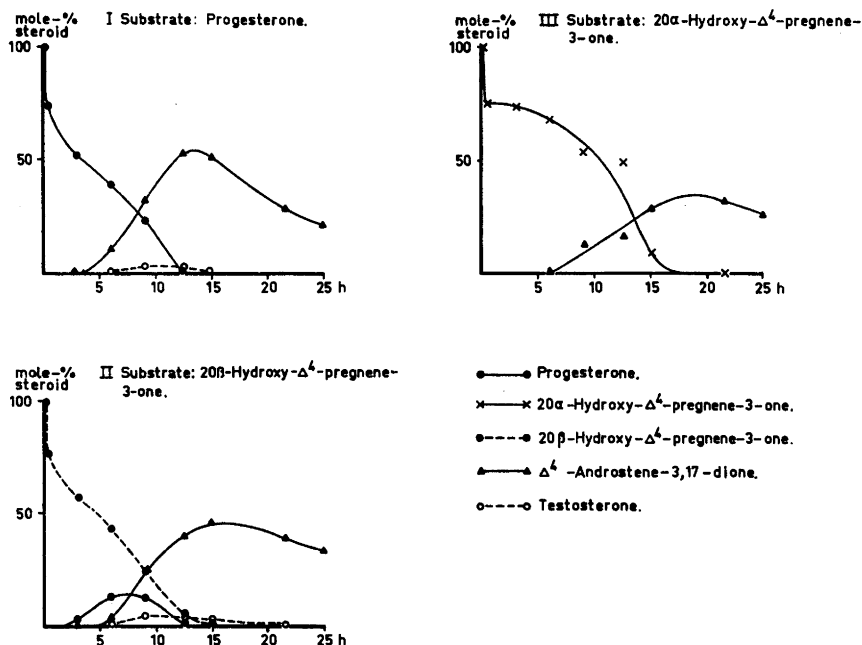 mole-% steroid
I Substrate: Progesterone.
100
50
5 10 15 20 25 h
mole-% steroid
III Substrate: 20α-Hydroxy-Δ⁴-pregnene-
3-one.
100
50
5 10 15 20 25 h
mole-% steroid
II Substrate: 20ß-Hydroxy-Δ⁴-pregnene-
3-one.
100
50
5 10 15 20 25 h
Progesterone.
20α-Hydroxy-Δ⁴-pregnene-3-one.
20β-Hydroxy-Δ⁴-pregnene-3-one.
Δ⁴-Androstene-3,17-dione.
Testosterone.